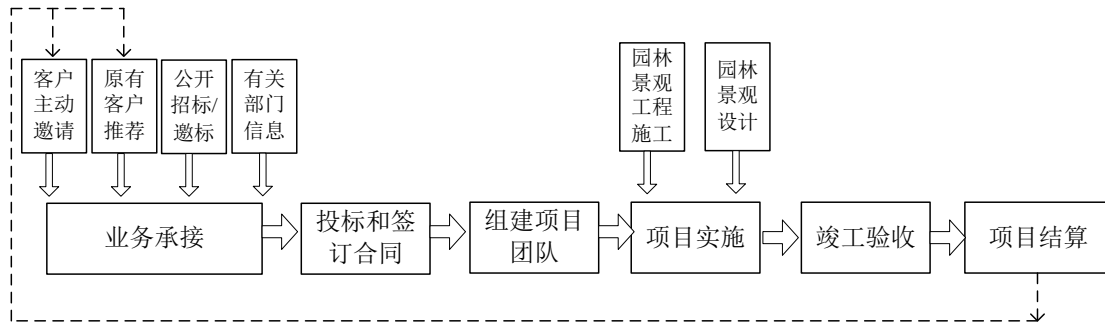 客户
主动
邀请
原有
客户
推荐
公开
招标/
邀标
有关
部门
信息
园林
景观
工程
施工
园林
景观
设计
业务承接
投标和签
订合同
组建项目
团队
项目实施
竣工验收
项目结算